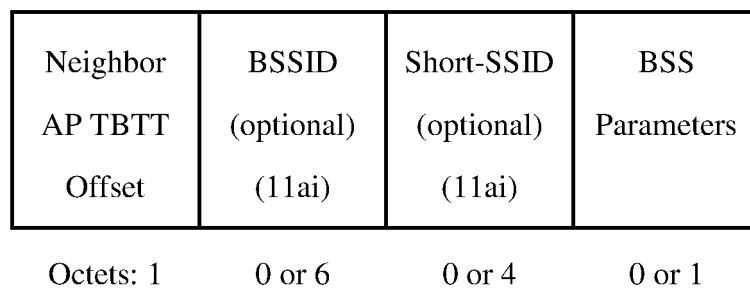 Neighbor
AP TBTT
Offset
BSSID
(optional)
(11ai)
Short-SSID
(optional)
(11ai)
BSS
Parameters
Octets: 1
0 or 6
0 or 4
0 or 1